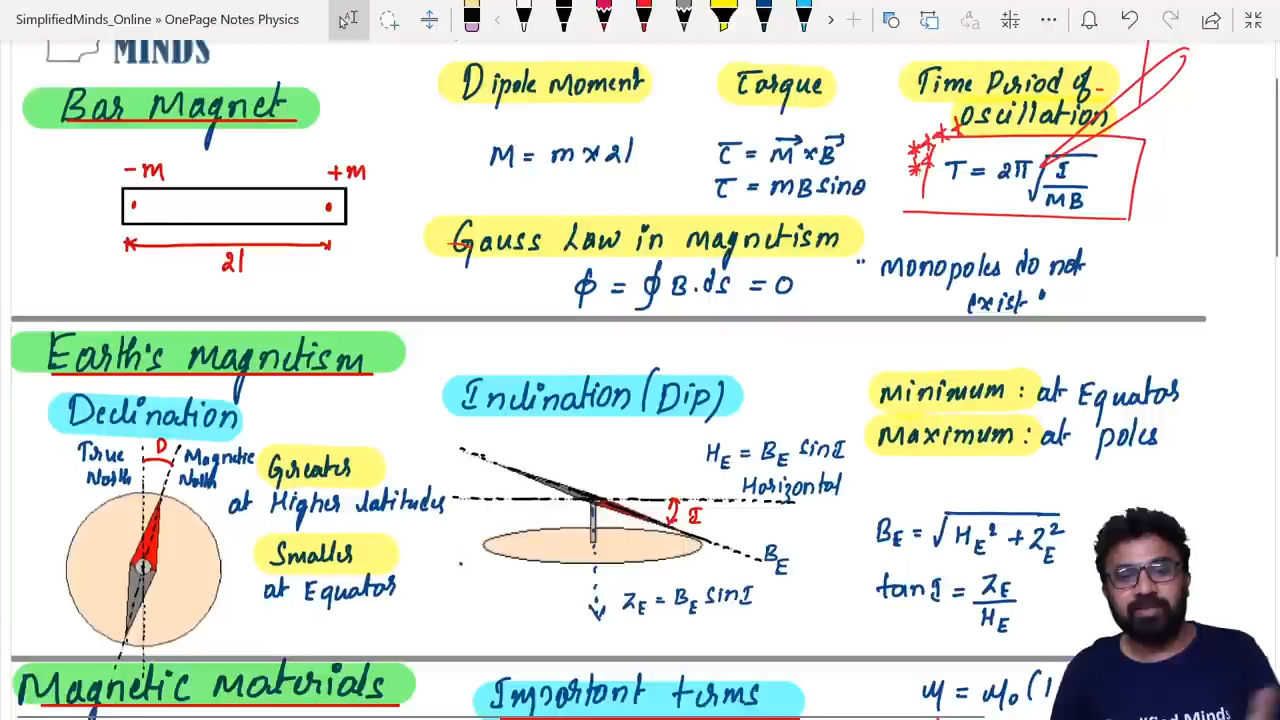 SimplifiedMinds_Online » OnePage Notes Physics
MINDS
Bar Magnet
-m
+m
2l
Dipole Moment
M = m × 2l
Torque
τ = M × B
τ = MB sinθ
Time Period of
oscillation
T = 2π √(I/MB)
Gauss Law in magnetism
ϕ = ∮ B . ds = 0
" monopoles do not
exist "
Earth's magnetism
Declination
True
North
D
Magnetic
North
Greater
at Higher latitudes
Smaller
at Equator
Inclination (Dip)
H_E = B_E sin I
Horizontal
I
B_E
Z_E = B_E sin I
Minimum : at Equator
Maximum : at poles
B_E = √(H_E² + Z_E²)
tan I = Z_E / H_E
Magnetic materials
Important terms
μ = μ₀ (1
Simplified Minds